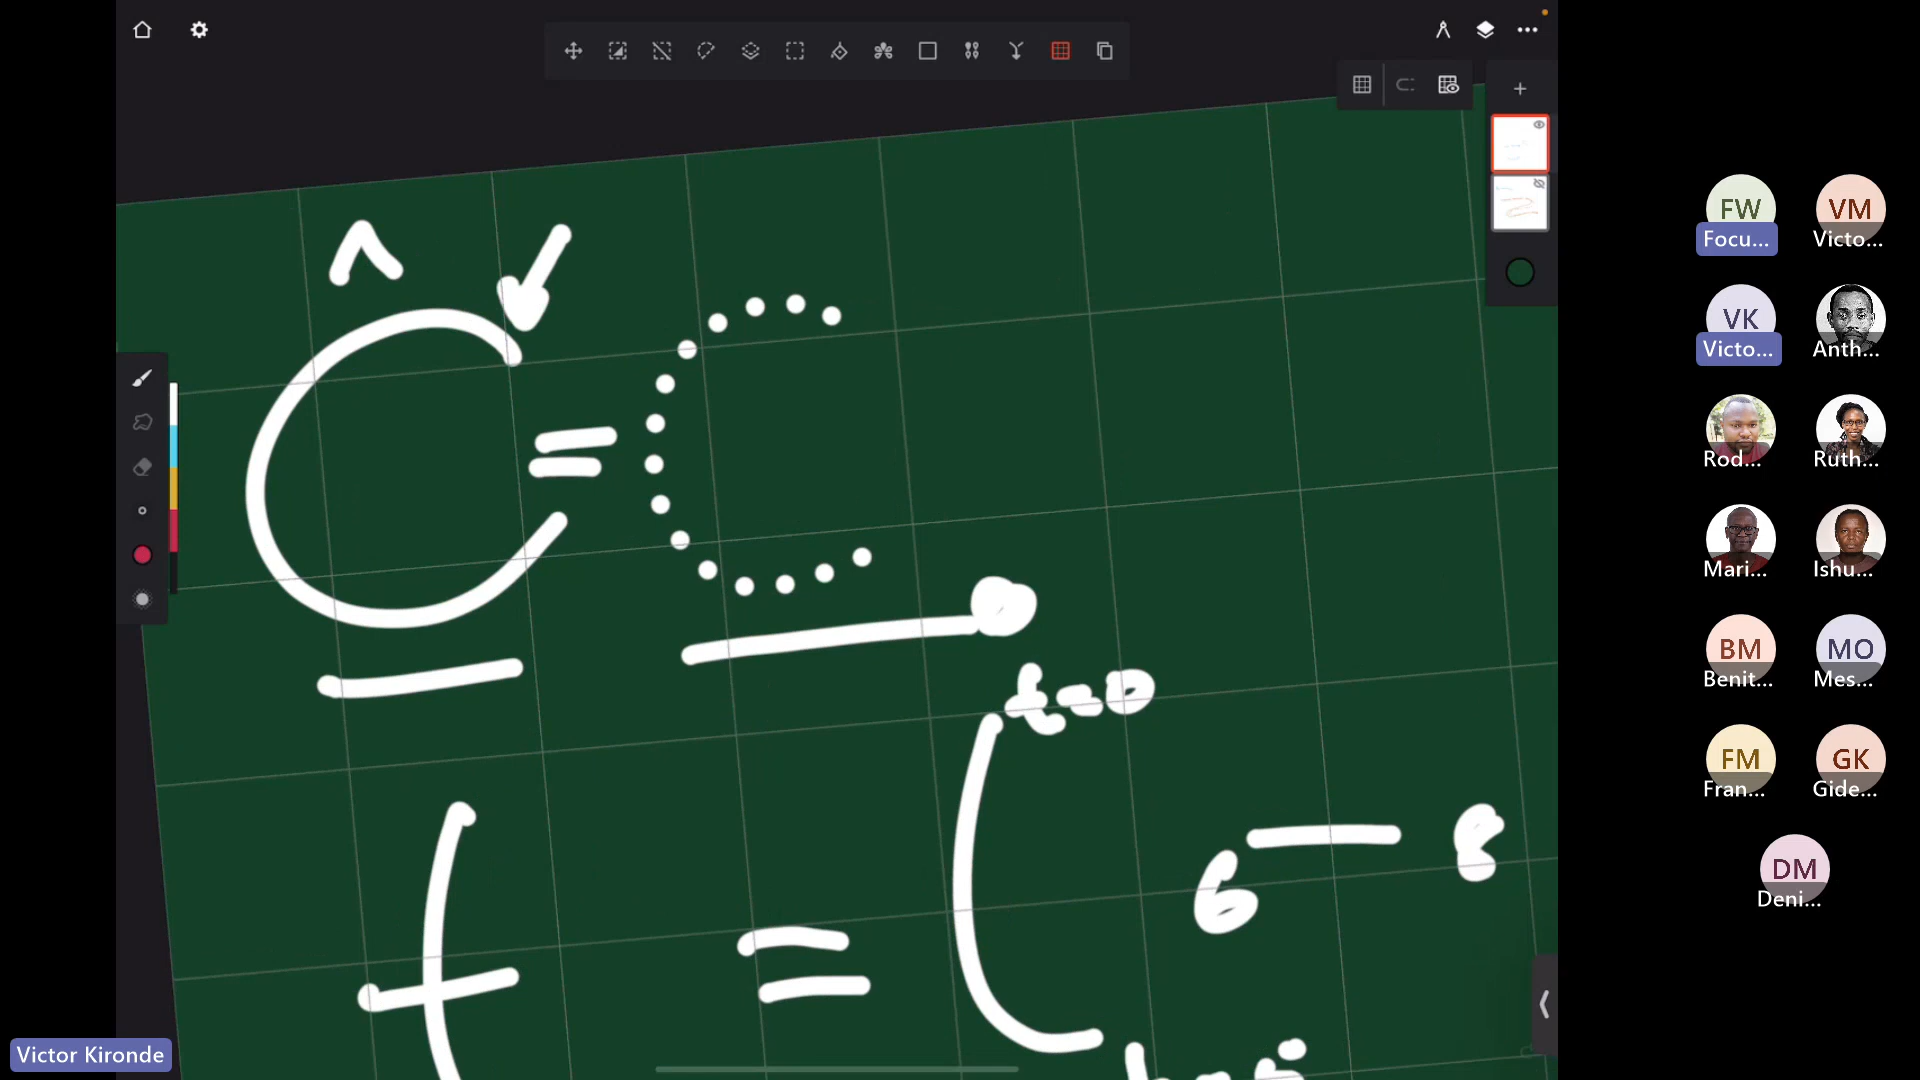 ^
C = C
t=0
t = ( 6 — 8
FW VM
Focu... Victo...
VK
Victo... Anth...
Rod... Ruth...
Mari... Ishu...
BM MO
Benit... Mes...
FM GK
Fran... Gide...
DM
Deni...
Victor Kironde